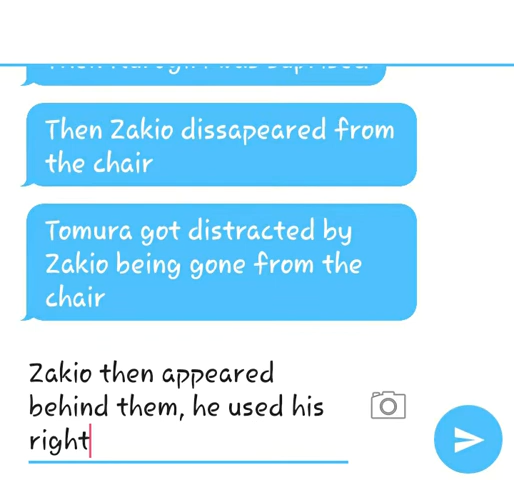 Then Zakio dissapeared from
the chair
Tomura got distracted by
Zakio being gone from the
chair
Zakio then appeared
behind them, he used his
right